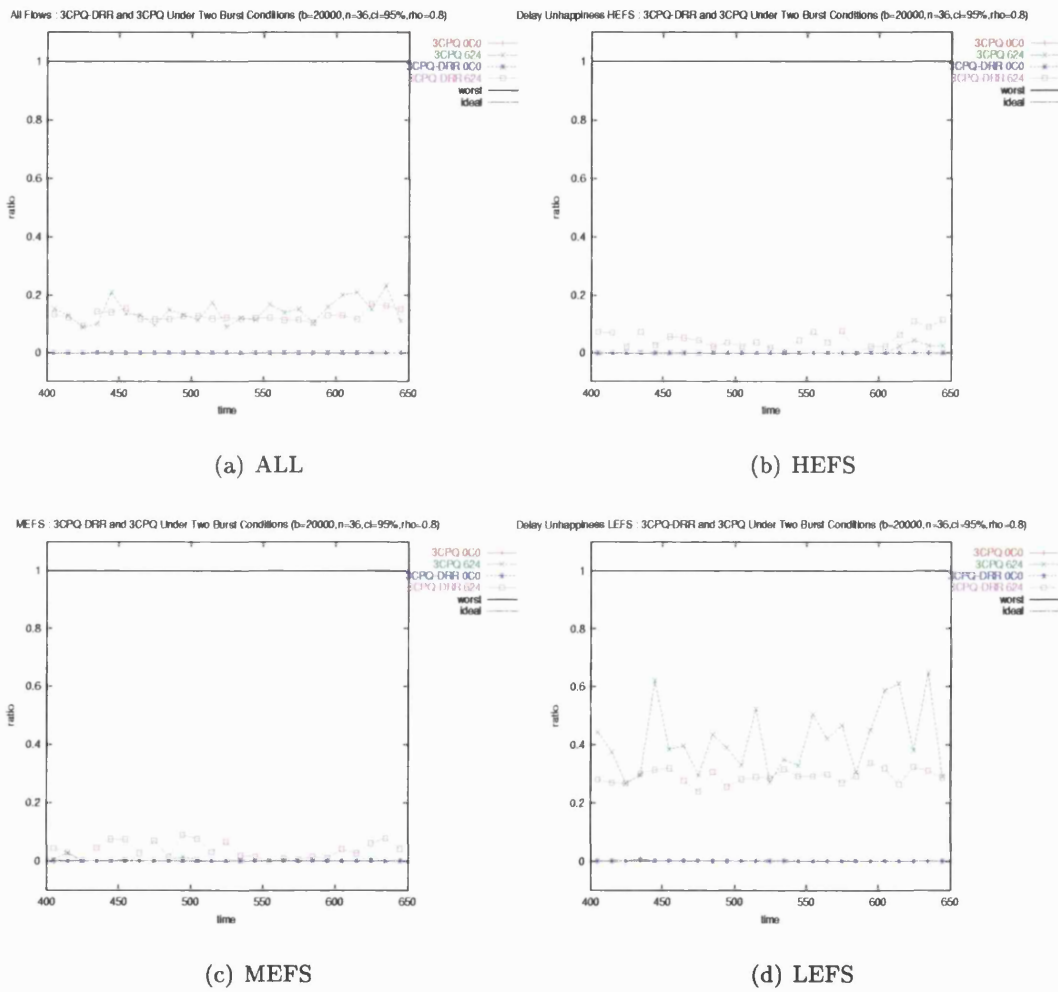 All Flows : 3CPQ-DRR and 3CPQ Under Two Burst Conditions (b=20000,n=36,ci=95%,rho=0.8)
3CPQ 0C0
3CPQ 624
3CPQ-DRR 0C0
3CPQ-DRR 624
worst
ideal
1
0.8
0.6
0.4
0.2
0
ratio
400 450 500 550 600 650
time
(a) ALL
Delay Unhappiness HEFS : 3CPQ-DRR and 3CPQ Under Two Burst Conditions (b=20000,n=36,ci=95%,rho=0.8)
3CPQ 0C0
3CPQ 624
3CPQ-DRR 0C0
3CPQ-DRR 624
worst
ideal
1
0.8
0.6
0.4
0.2
0
ratio
400 450 500 550 600 650
time
(b) HEFS
MEFS : 3CPQ-DRR and 3CPQ Under Two Burst Conditions (b=20000,n=36,ci=95%,rho=0.8)
3CPQ 0C0
3CPQ 624
3CPQ-DRR 0C0
3CPQ-DRR 624
worst
ideal
1
0.8
0.6
0.4
0.2
0
ratio
400 450 500 550 600 650
time
(c) MEFS
Delay Unhappiness LEFS : 3CPQ-DRR and 3CPQ Under Two Burst Conditions (b=20000,n=36,ci=95%,rho=0.8)
3CPQ 0C0
3CPQ 624
3CPQ-DRR 0C0
3CPQ-DRR 624
worst
ideal
1
0.8
0.6
0.4
0.2
0
ratio
400 450 500 550 600 650
time
(d) LEFS